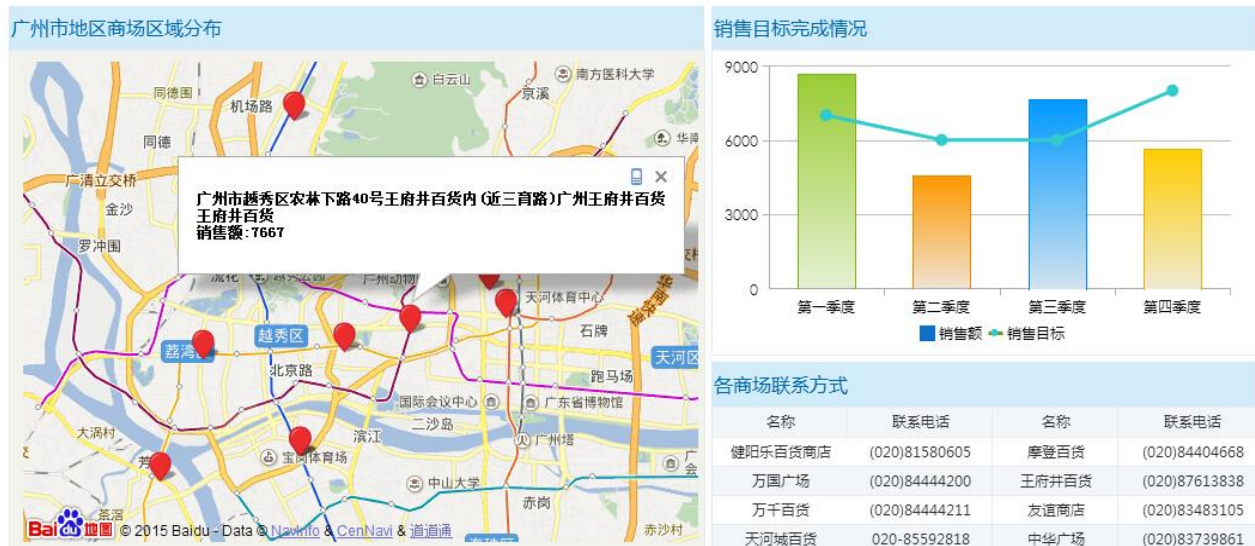 广州市地区商场区域分布
同德围
机场路
白云山
南方医科大学
京溪
同德
广清立交桥
金沙
罗冲围
广州市越秀区农林下路40号王府井百货内(近三育路)广州王府井百货
王府井百货
销售额:7667
天河体育中心
石牌
越秀区
天河区
北京路
跑马场
国际会议中心
广东省博物馆
二沙岛
滨江
大涡村
广州塔
宝岗体育场
中山大学
赤岗
茶滘
赤沙村
Bai du 地图 © 2015 Baidu - Data © NavInfo & CenNavi & 道道通
销售目标完成情况
9000
6000
3000
0
第一季度 第二季度 第三季度 第四季度
销售额 销售目标
各商场联系方式
名称 联系电话 名称 联系电话
健阳乐百货商店 (020)81580605 摩登百货 (020)84404668
万国广场 (020)84444200 王府井百货 (020)87613838
万千百货 (020)84444211 友谊商店 (020)83483105
天河城百货 020-85592818 中华广场 (020)83739861